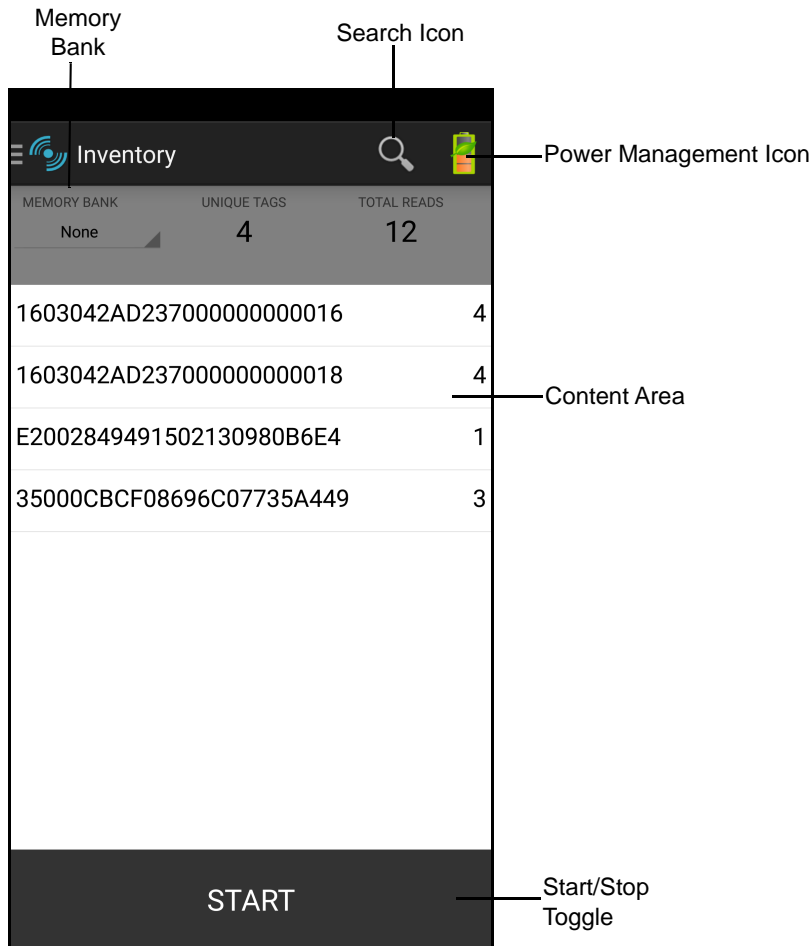 Memory
Bank
Search Icon
Inventory
Power Management Icon
MEMORY BANK UNIQUE TAGS TOTAL READS
None 4 12
1603042AD237000000000016 4
1603042AD237000000000018 4
Content Area
E2002849491502130980B6E4 1
35000CBCF08696C07735A449 3
START
Start/Stop
Toggle